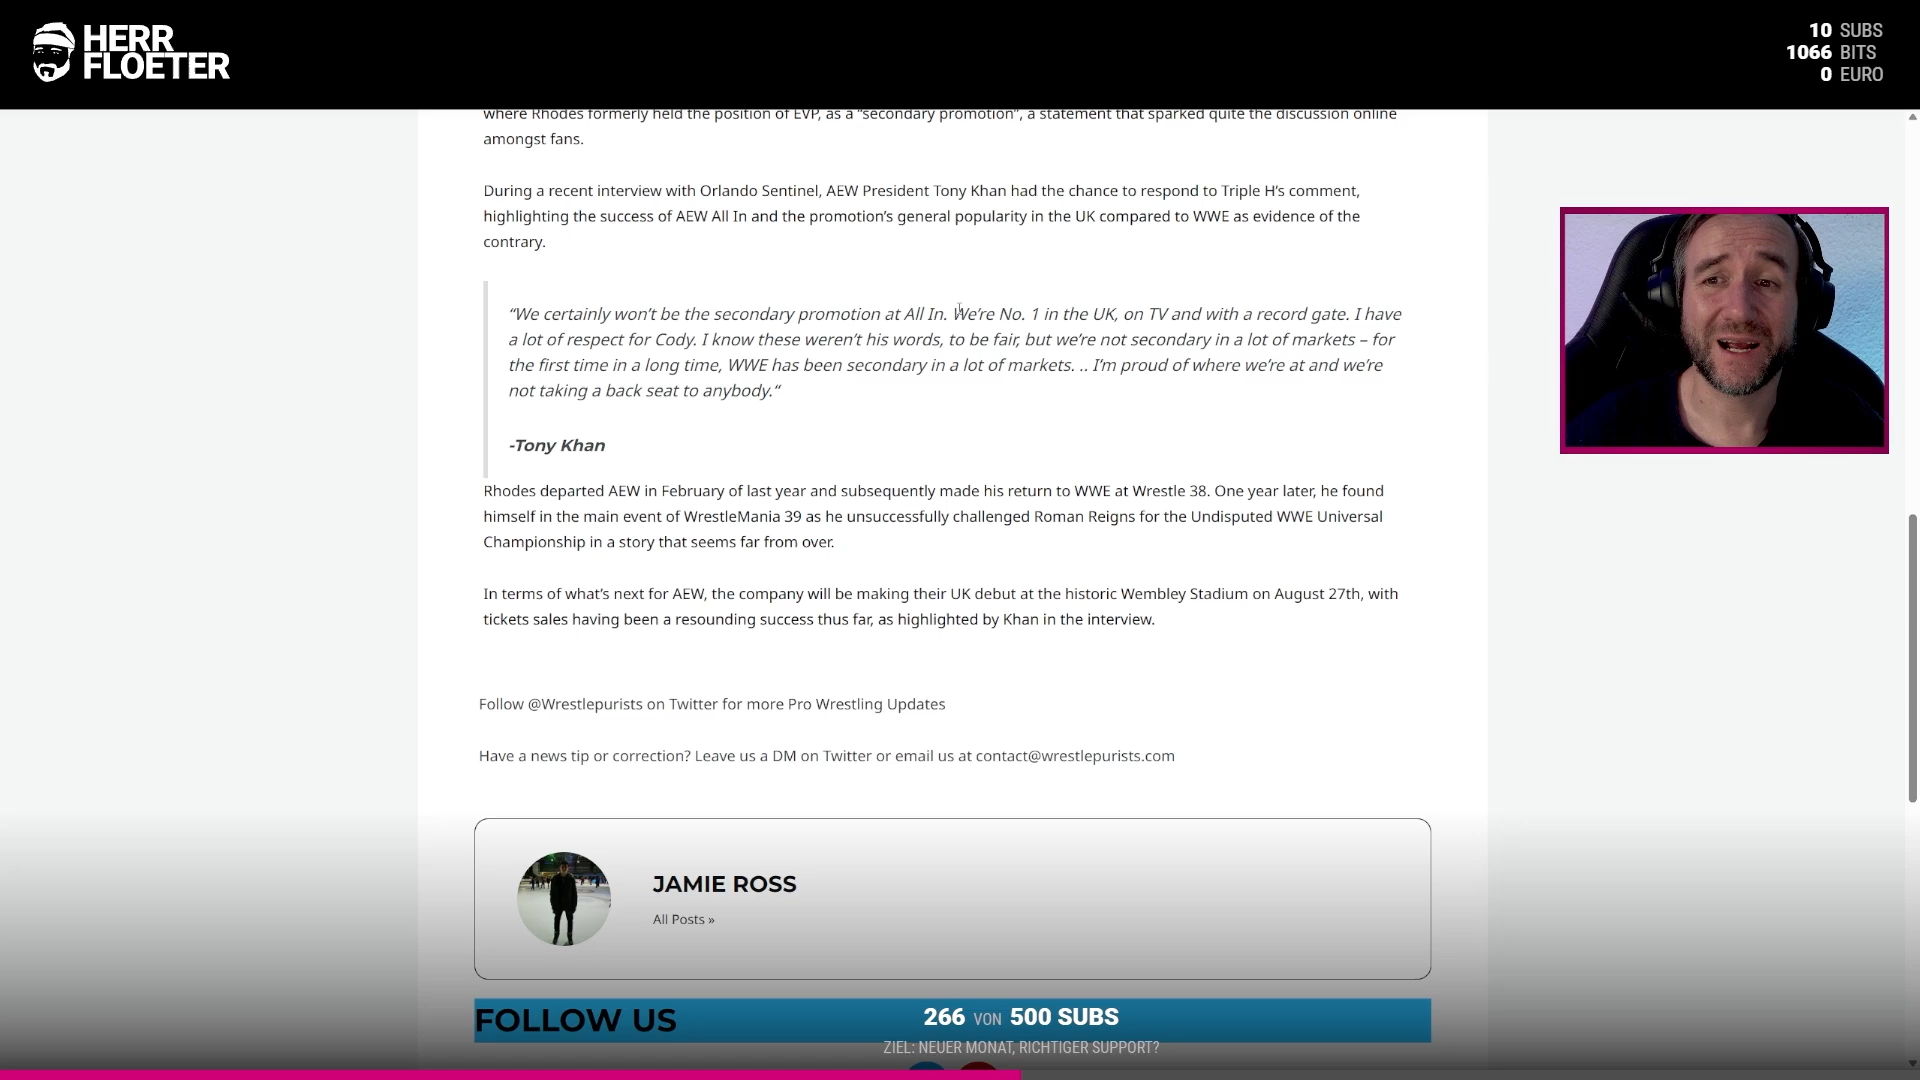 HERR
FLOETER
10 SUBS
1066 BITS
0 EURO
where Rhodes formerly held the position of EVP, as a “secondary promotion”, a statement that sparked quite the discussion online
amongst fans.
During a recent interview with Orlando Sentinel, AEW President Tony Khan had the chance to respond to Triple H’s comment,
highlighting the success of AEW All In and the promotion’s general popularity in the UK compared to WWE as evidence of the
contrary.
“We certainly won’t be the secondary promotion at All In. We’re No. 1 in the UK, on TV and with a record gate. I have
a lot of respect for Cody. I know these weren’t his words, to be fair, but we’re not secondary in a lot of markets – for
the first time in a long time, WWE has been secondary in a lot of markets. .. I’m proud of where we’re at and we’re
not taking a back seat to anybody.“
-Tony Khan
Rhodes departed AEW in February of last year and subsequently made his return to WWE at Wrestle 38. One year later, he found
himself in the main event of WrestleMania 39 as he unsuccessfully challenged Roman Reigns for the Undisputed WWE Universal
Championship in a story that seems far from over.
In terms of what’s next for AEW, the company will be making their UK debut at the historic Wembley Stadium on August 27th, with
tickets sales having been a resounding success thus far, as highlighted by Khan in the interview.
Follow @Wrestlepurists on Twitter for more Pro Wrestling Updates
Have a news tip or correction? Leave us a DM on Twitter or email us at contact@wrestlepurists.com
JAMIE ROSS
All Posts »
FOLLOW US
266 VON 500 SUBS
ZIEL: NEUER MONAT, RICHTIGER SUPPORT?